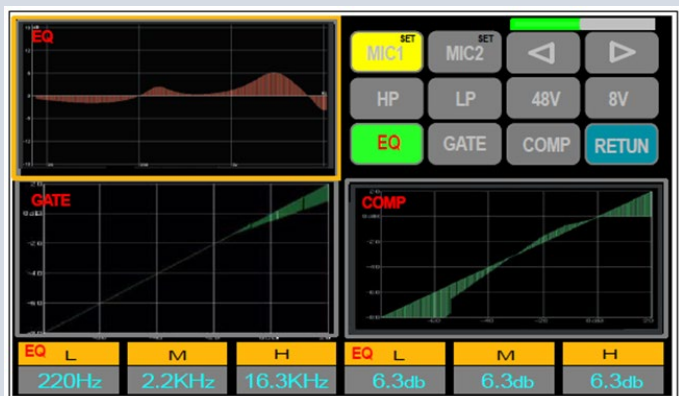 EQ
SET SET
MIC1 MIC2
HP LP 48V 8V
EQ GATE COMP RETUN
GATE
COMP
EQ L M H EQ L M H
220Hz 2.2KHz 16.3KHz 6.3db 6.3db 6.3db